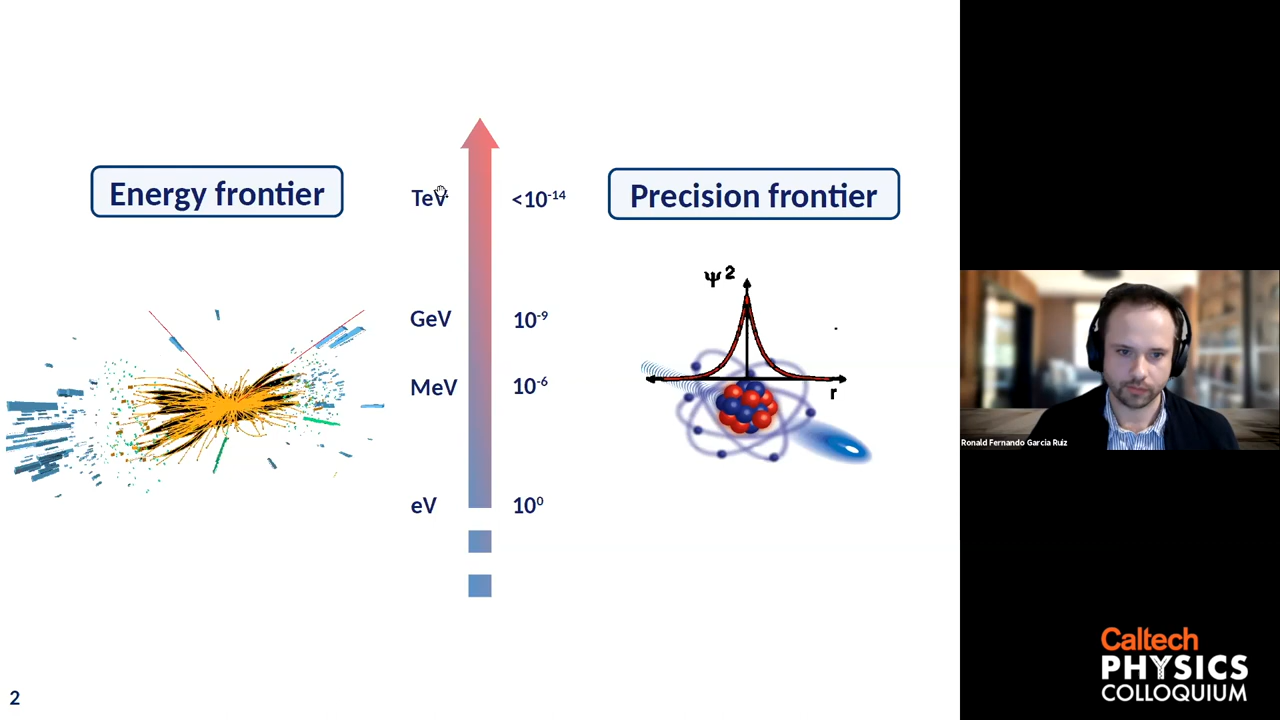 Energy frontier
Precision frontier
TeV
<10⁻¹⁴
GeV
10⁻⁹
MeV
10⁻⁶
eV
10⁰
ψ 2
r
2
Ronald Fernando Garcia Ruiz
Caltech
PHYSICS
COLLOQUIUM